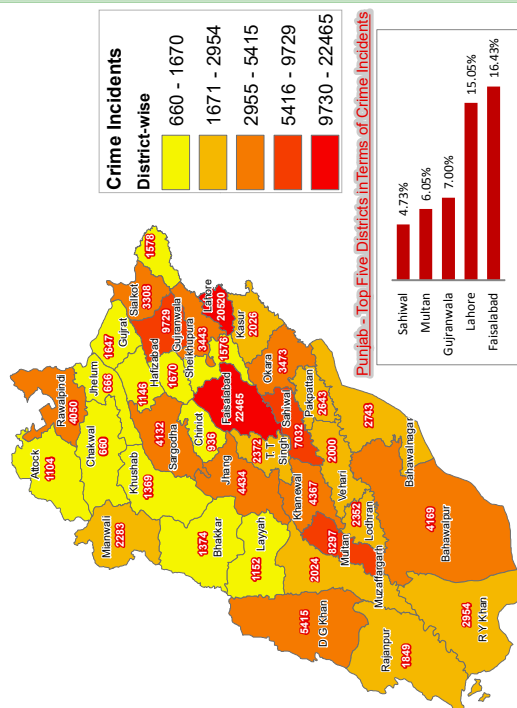 Crime Incidents
District-wise
660 - 1670
1671 - 2954
2955 - 5415
5416 - 9729
9730 - 22465
Attock
1104
Rawalpindi
4050
Chakwal
660
Jhelum
668
1647
Gujrat
Mianwali
2283
Khushab
1369
Sialkot
3308
1578
1146
Hafizabad
9729
Gujranwala
4132
Sargodha
1670
Sheikhupura
3443
Chiniot
936
Lahore
20520
1576
Kasur
2026
1374
Bhakkar
Jhang
4434
Faisalabad
22465
2372
T. T
Singh
Okara
3473
Layyah
1152
Sahiwal
7032
Pakpattan
2643
Khanewal
4367
2000
Vehari
2024
Muzaffargarh
8297
Multan
2352
Lodhran
2743
Bahawalnagar
5415
D G Khan
Rajanpur
1849
4169
Bahawalpur
2954
R Y Khan
Punjab - Top Five Districts in Terms of Crime Incidents
Sahiwal 4.73%
Multan 6.05%
Gujranwala 7.00%
Lahore 15.05%
Faisalabad 16.43%